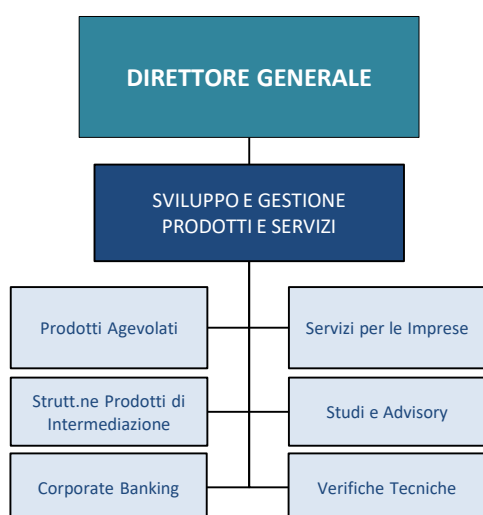 DIRETTORE GENERALE
SVILUPPO E GESTIONE
PRODOTTI E SERVIZI
Prodotti Agevolati
Servizi per le Imprese
Strutt.ne Prodotti di
Intermediazione
Studi e Advisory
Corporate Banking
Verifiche Tecniche